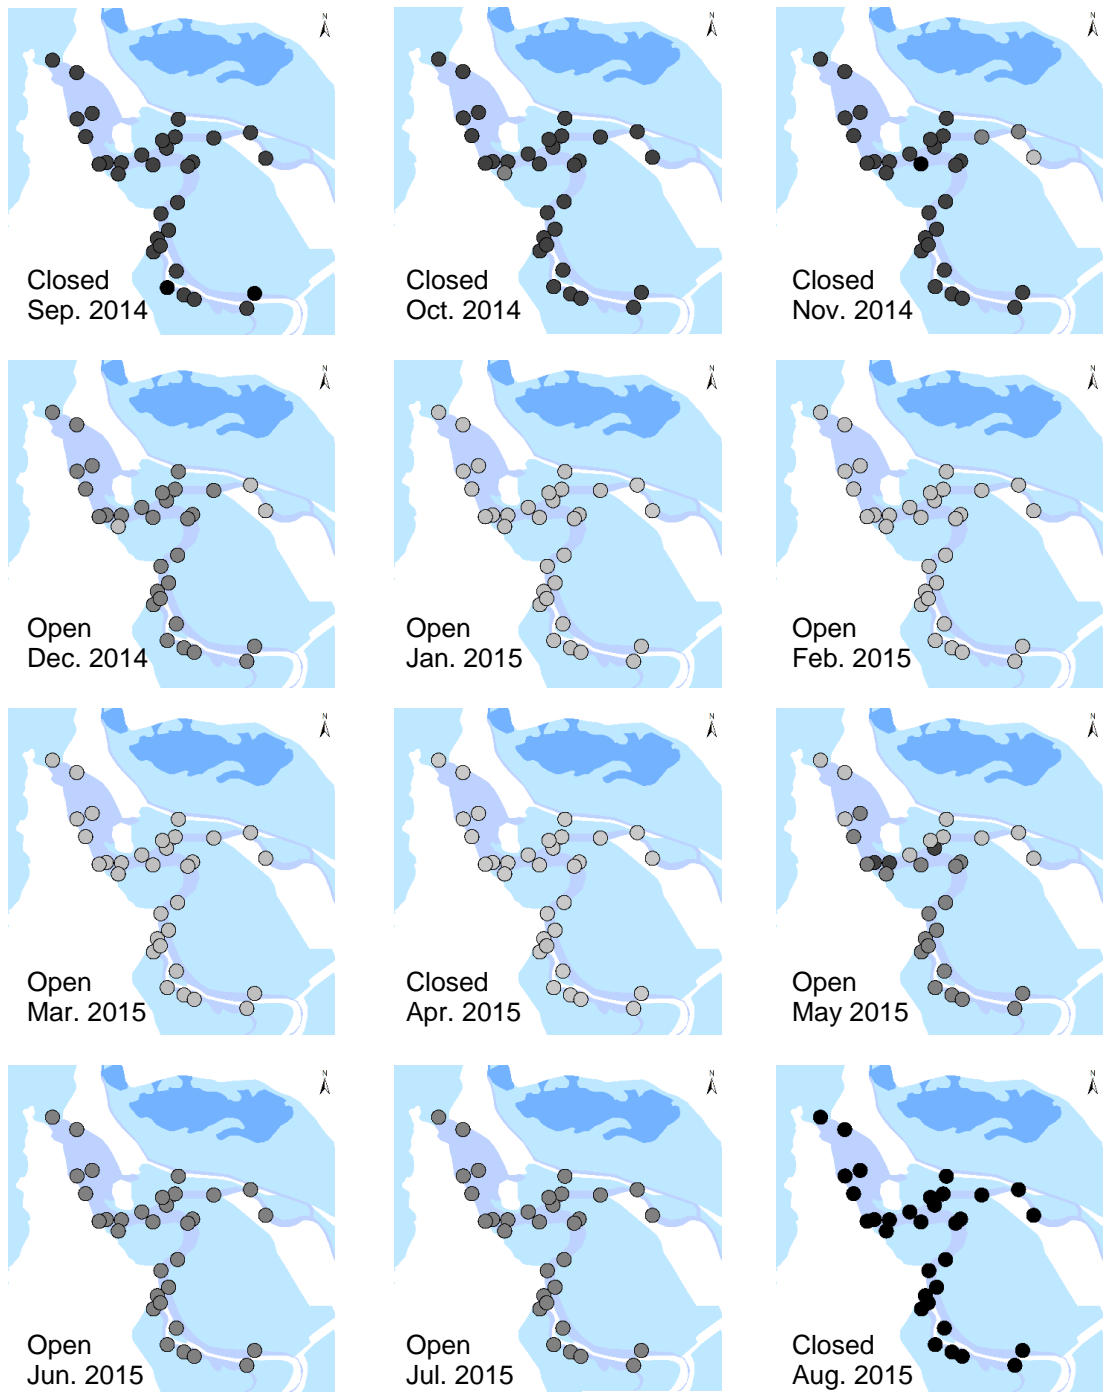 N
N
N
Closed
Sep. 2014
Closed
Oct. 2014
Closed
Nov. 2014
N
N
N
Open
Dec. 2014
Open
Jan. 2015
Open
Feb. 2015
N
N
N
Open
Mar. 2015
Closed
Apr. 2015
Open
May 2015
N
N
N
Open
Jun. 2015
Open
Jul. 2015
Closed
Aug. 2015